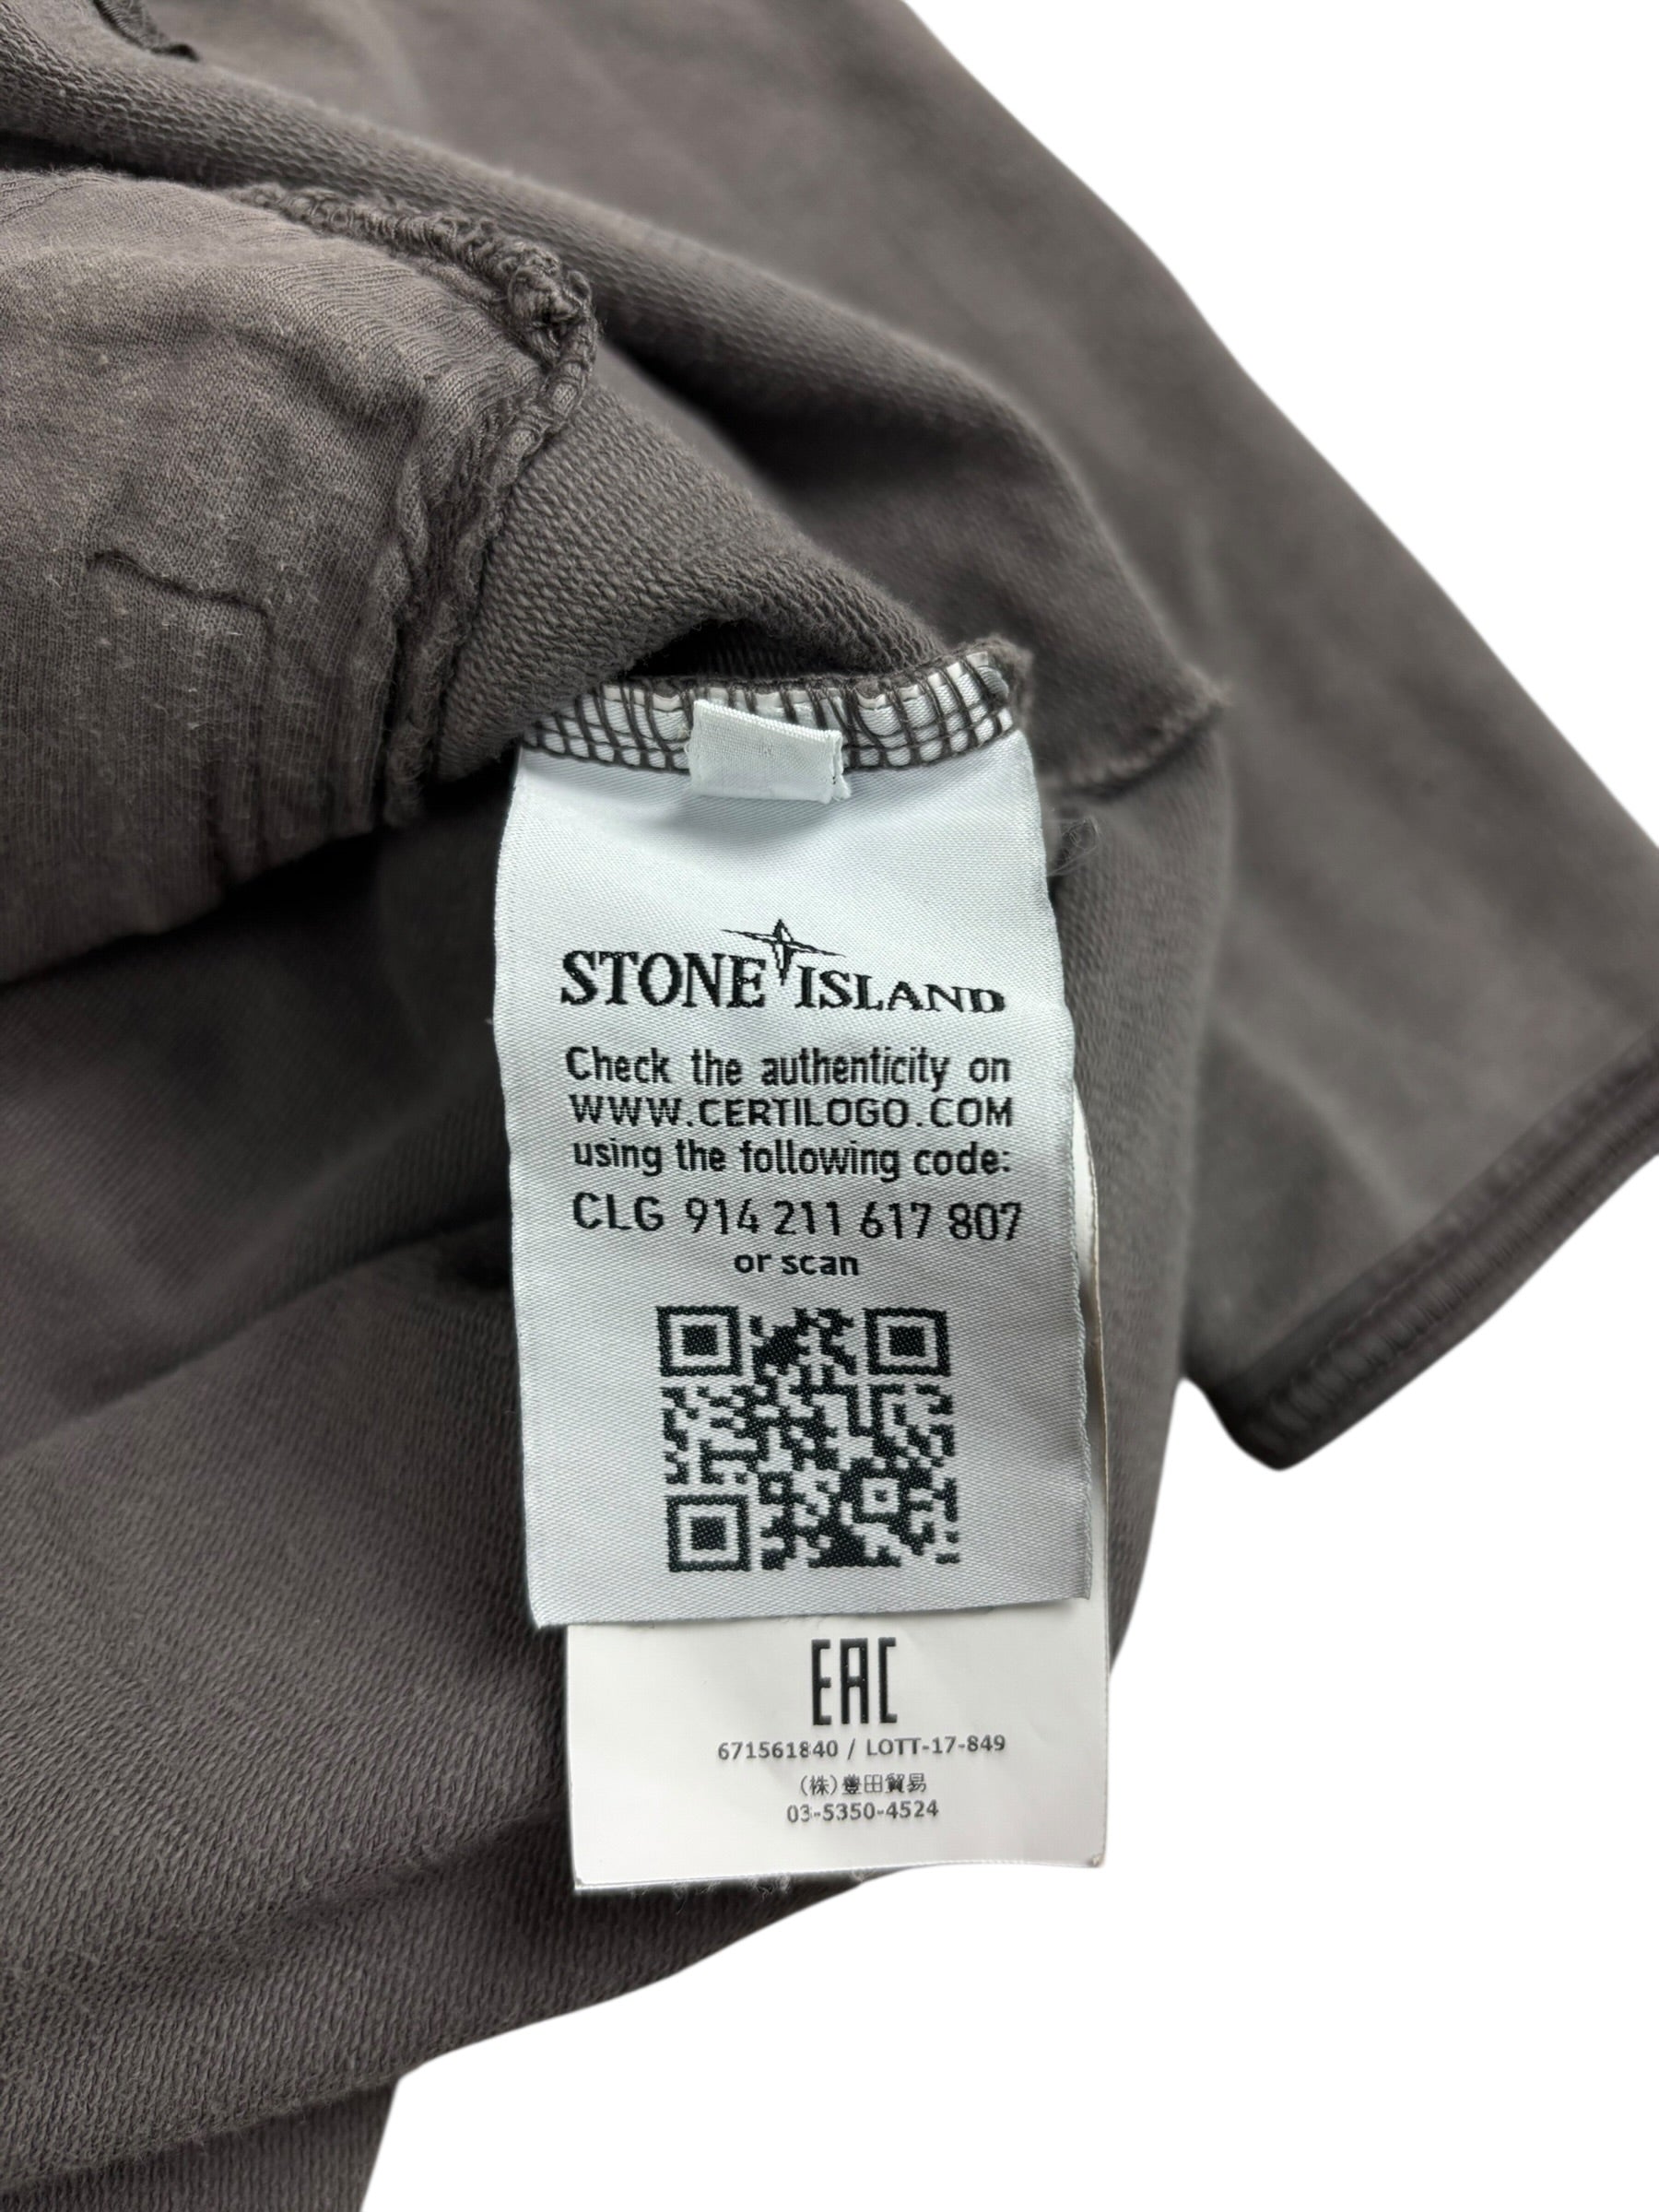 STONE ISLAND
Check the authenticity on
WWW.CERTILOGO.COM
using the following code:
CLG 914 211 617 807
or scan
EAC
671561840 / LOTT-17-849
(株)豊田貿易
03-5350-4524